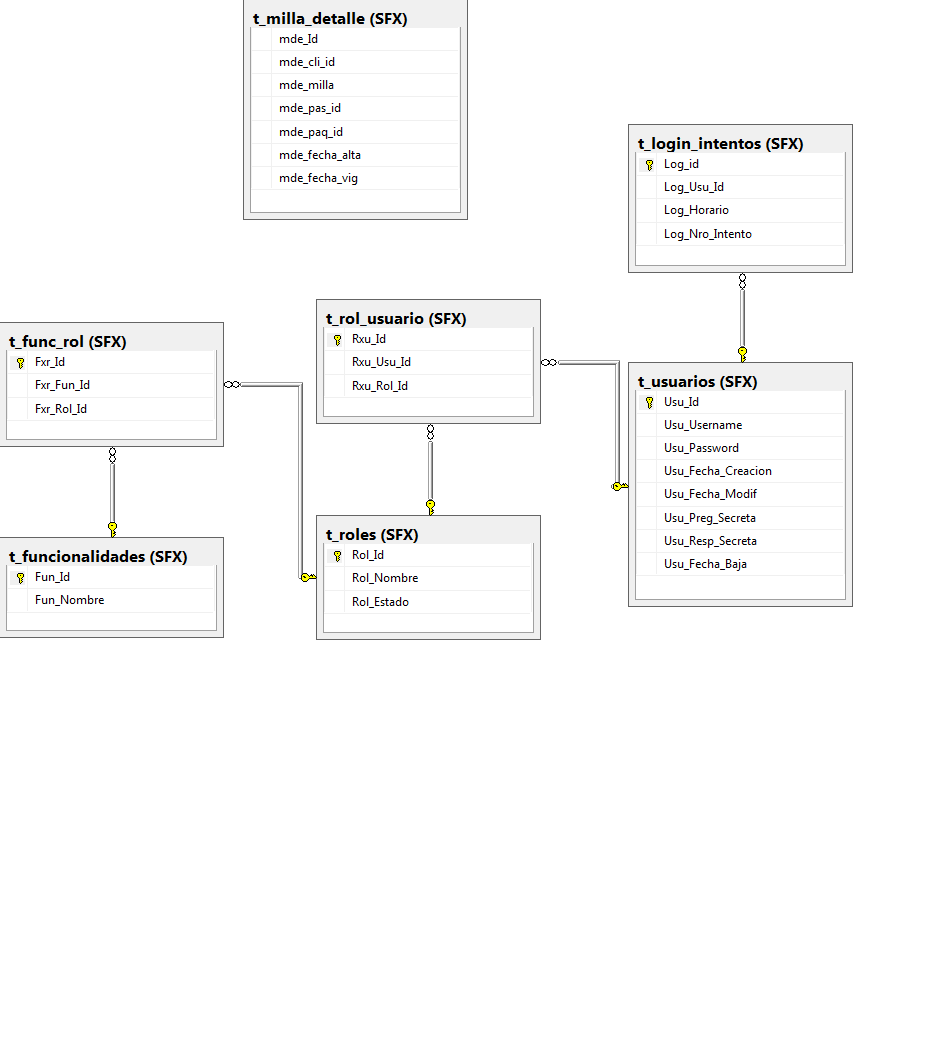 t_milla_detalle (SFX)
mde_Id
mde_cli_id
mde_milla
mde_pas_id
mde_paq_id
mde_fecha_alta
mde_fecha_vig
t_login_intentos (SFX)
Log_id
Log_Usu_Id
Log_Horario
Log_Nro_Intento
t_func_rol (SFX)
Fxr_Id
Fxr_Fun_Id
Fxr_Rol_Id
t_rol_usuario (SFX)
Rxu_Id
Rxu_Usu_Id
Rxu_Rol_Id
t_usuarios (SFX)
Usu_Id
Usu_Username
Usu_Password
Usu_Fecha_Creacion
Usu_Fecha_Modif
Usu_Preg_Secreta
Usu_Resp_Secreta
Usu_Fecha_Baja
t_funcionalidades (SFX)
Fun_Id
Fun_Nombre
t_roles (SFX)
Rol_Id
Rol_Nombre
Rol_Estado